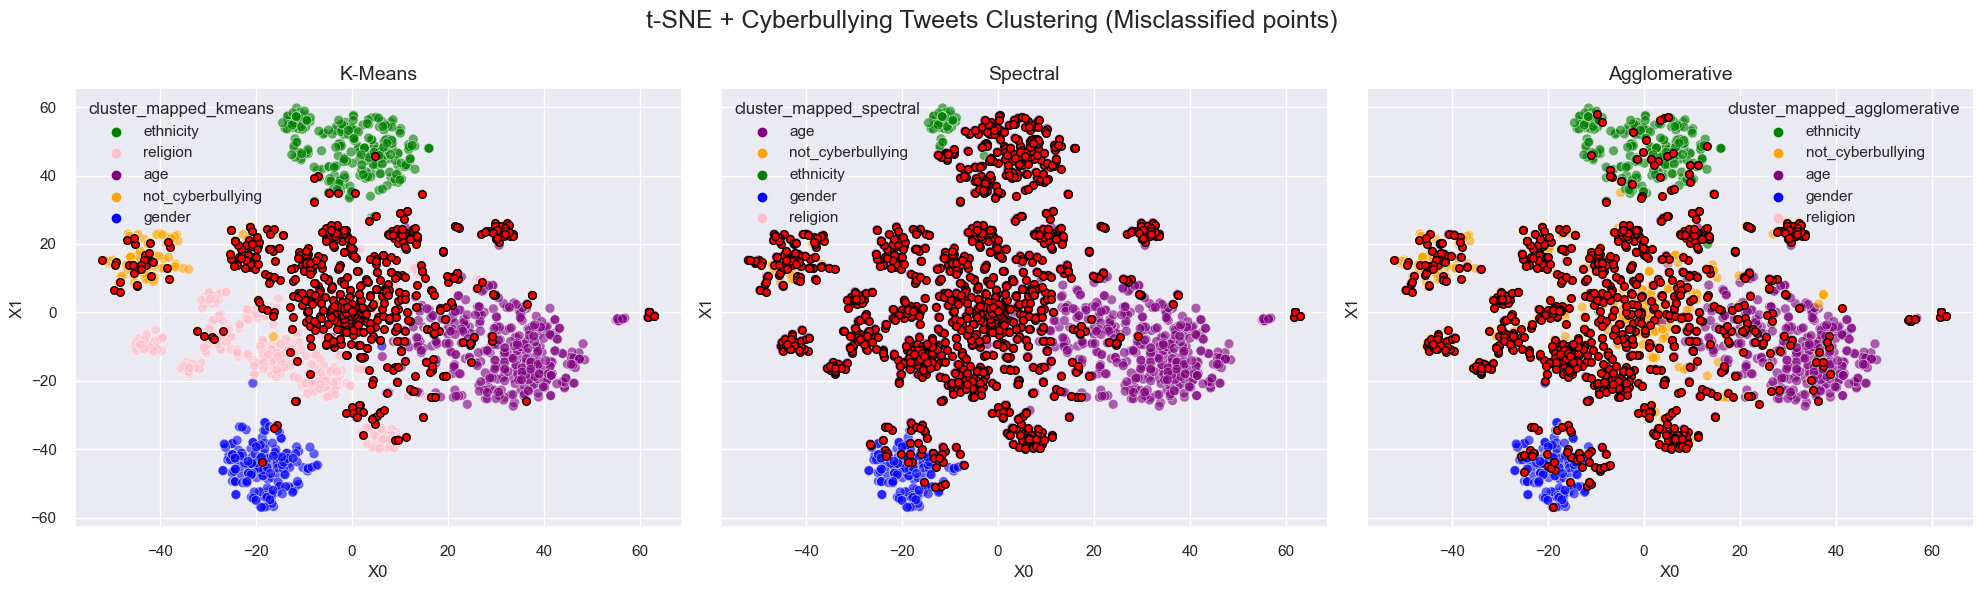 t-SNE + Cyberbullying Tweets Clustering (Misclassified points)
K-Means
cluster_mapped_kmeans
ethnicity
religion
age
not_cyberbullying
gender
60
40
20
0
−20
−40
−60
X1
−40 −20 0 20 40 60
X0
Spectral
cluster_mapped_spectral
age
not_cyberbullying
ethnicity
gender
religion
X1
−40 −20 0 20 40 60
X0
Agglomerative
cluster_mapped_agglomerative
ethnicity
not_cyberbullying
age
gender
religion
X1
−40 −20 0 20 40 60
X0